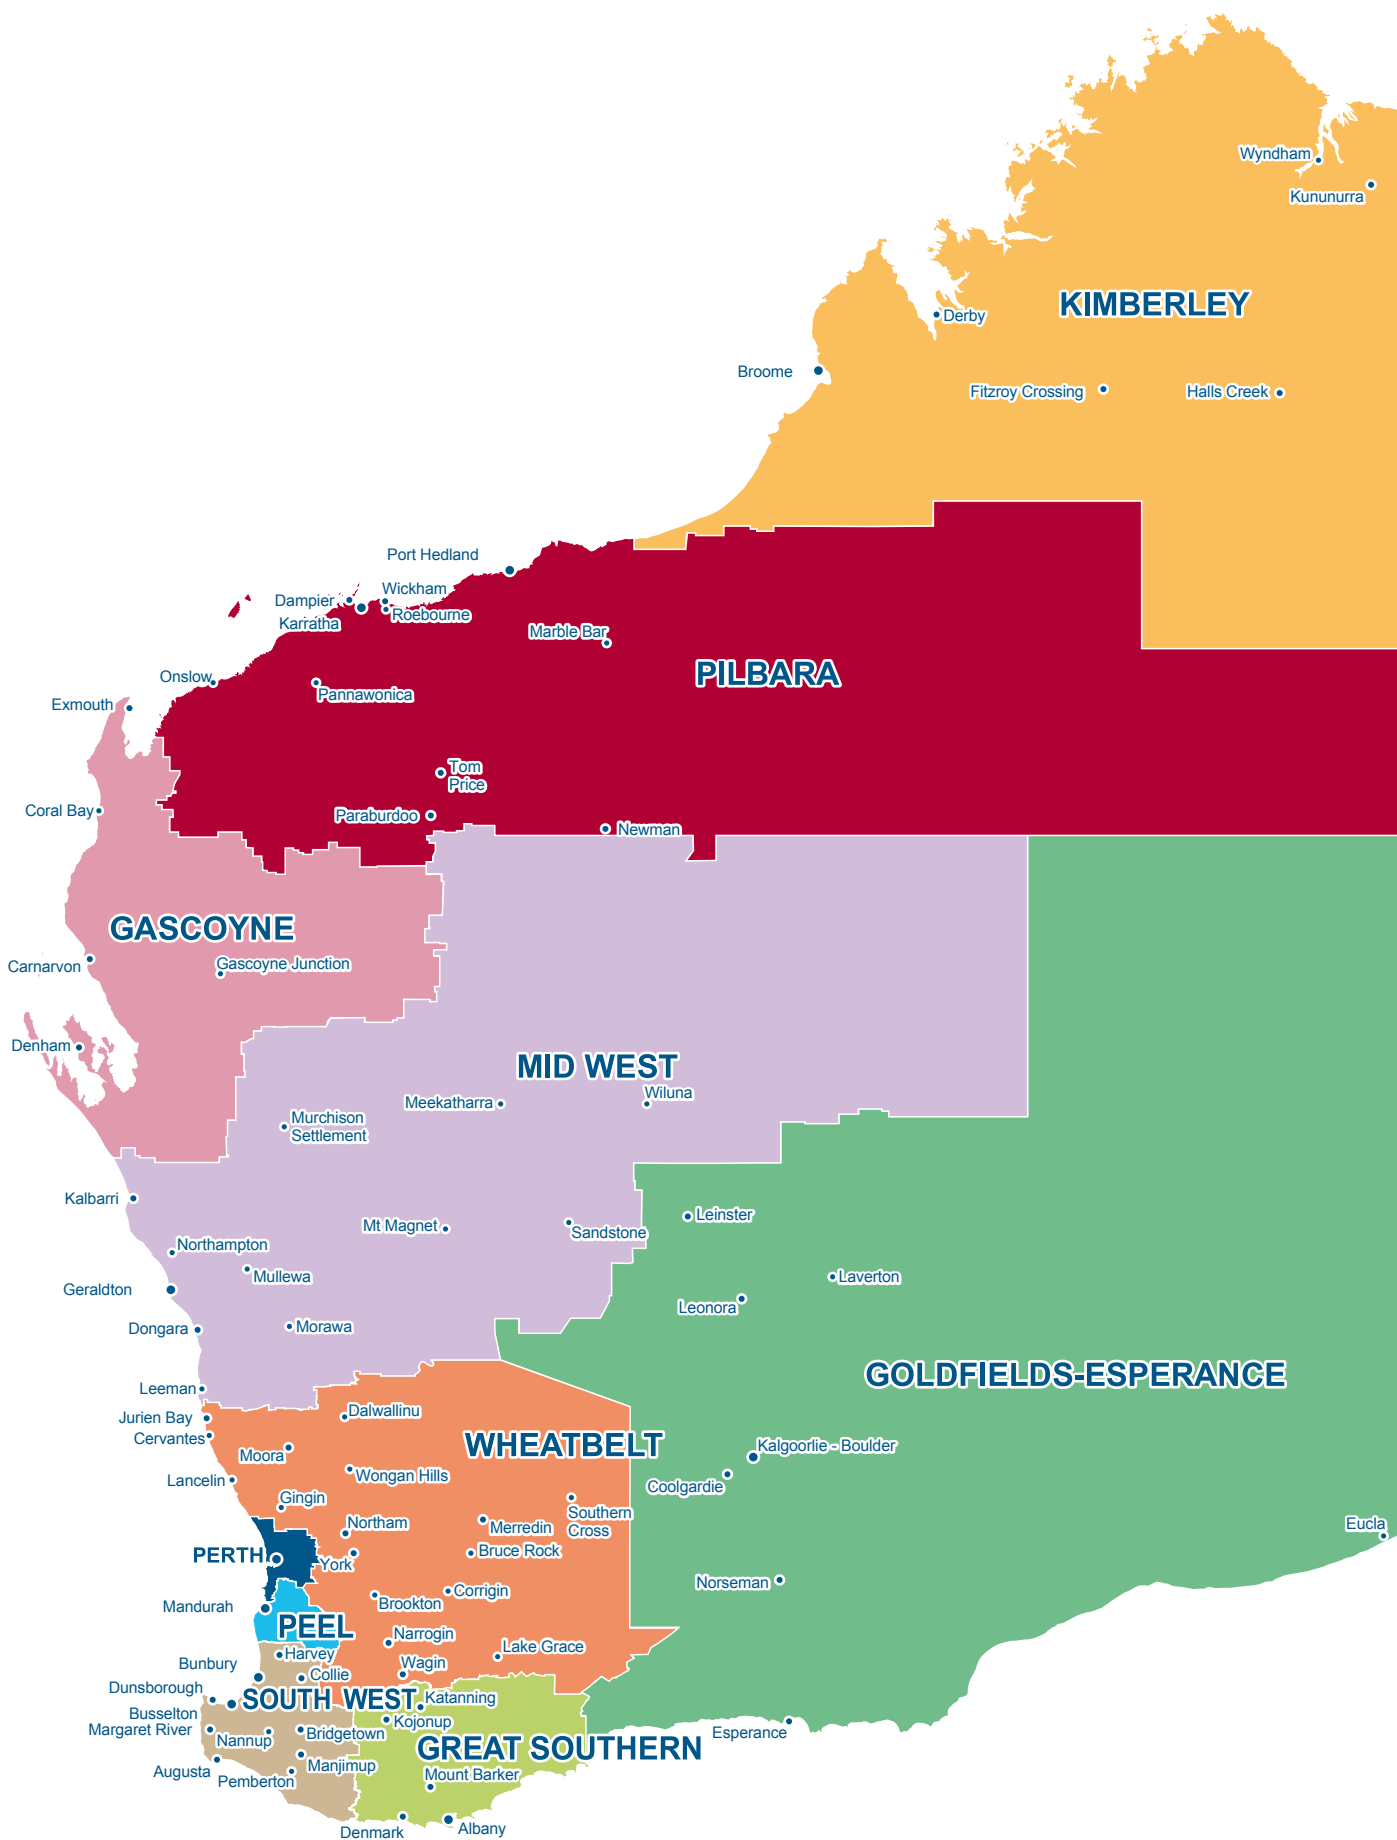 Wyndham
Kununurra
KIMBERLEY
Derby
Broome
Fitzroy Crossing
Halls Creek
Port Hedland
Wickham
Dampier
Roebourne
Karratha
Marble Bar
PILBARA
Onslow
Pannawonica
Exmouth
Tom
Price
Coral Bay
Paraburdoo
Newman
GASCOYNE
Carnarvon
Gascoyne Junction
Denham
MID WEST
Wiluna
Meekatharra
Murchison
Settlement
Kalbarri
Leinster
Mt Magnet
Sandstone
Northampton
Mullewa
Laverton
Geraldton
Leonora
Dongara
Morawa
GOLDFIELDS-ESPERANCE
Leeman
Jurien Bay
Dalwallinu
Cervantes
WHEATBELT
Kalgoorlie - Boulder
Moora
Lancelin
Wongan Hills
Coolgardie
Gingin
Southern
Cross
Northam
Merredin
Eucla
PERTH
York
Bruce Rock
Norseman
Corrigin
Brookton
Mandurah
PEEL
Narrogin
Lake Grace
Harvey
Bunbury
Collie
Wagin
Dunsborough
SOUTH WEST
Katanning
Busselton
Kojonup
Margaret River
Nannup
Bridgetown
Esperance
GREAT SOUTHERN
Augusta
Manjimup
Pemberton
Mount Barker
Denmark
Albany